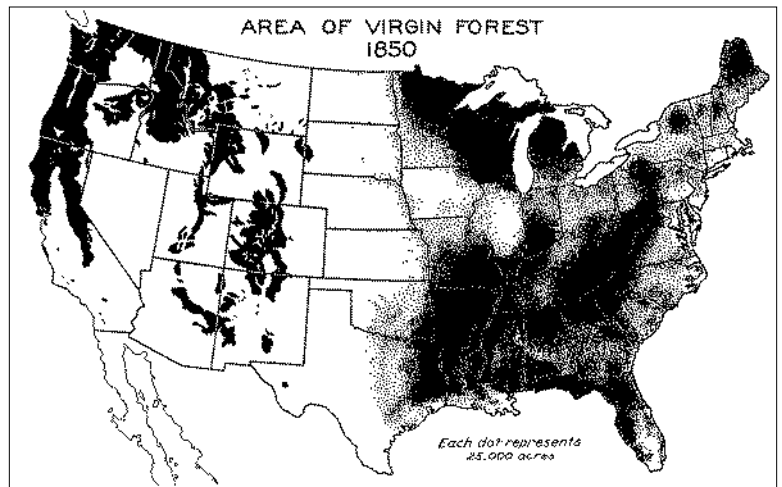 AREA OF VIRGIN FOREST
1850
Each dot represents
25,000 acres